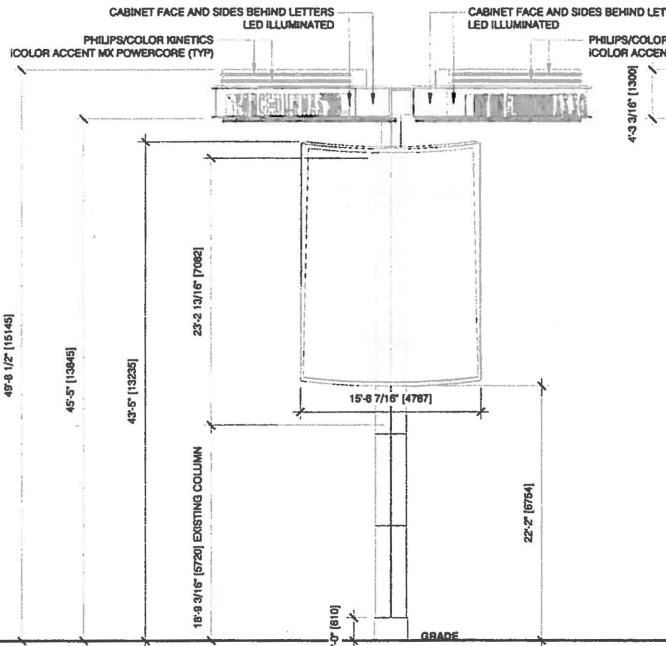 CABINET FACE AND SIDES BEHIND LETTERS
LED ILLUMINATED
CABINET FACE AND SIDES BEHIND LET
LED ILLUMINATED
PHILIPS/COLOR KINETICS
iCOLOR ACCENT MX POWERCORE (TYP)
PHILIPS/COLOR
iCOLOR ACCEN
4'-3 3/16" [1300]
49'-8 1/2" [15145]
45'-5" [13845]
43'-5" [13235]
23'-2 13/16" [7082]
15'-8 7/16" [4787]
18'-9 3/16" [5720] EXISTING COLUMN
22'-2" [6754]
-0" [610]
GRADE